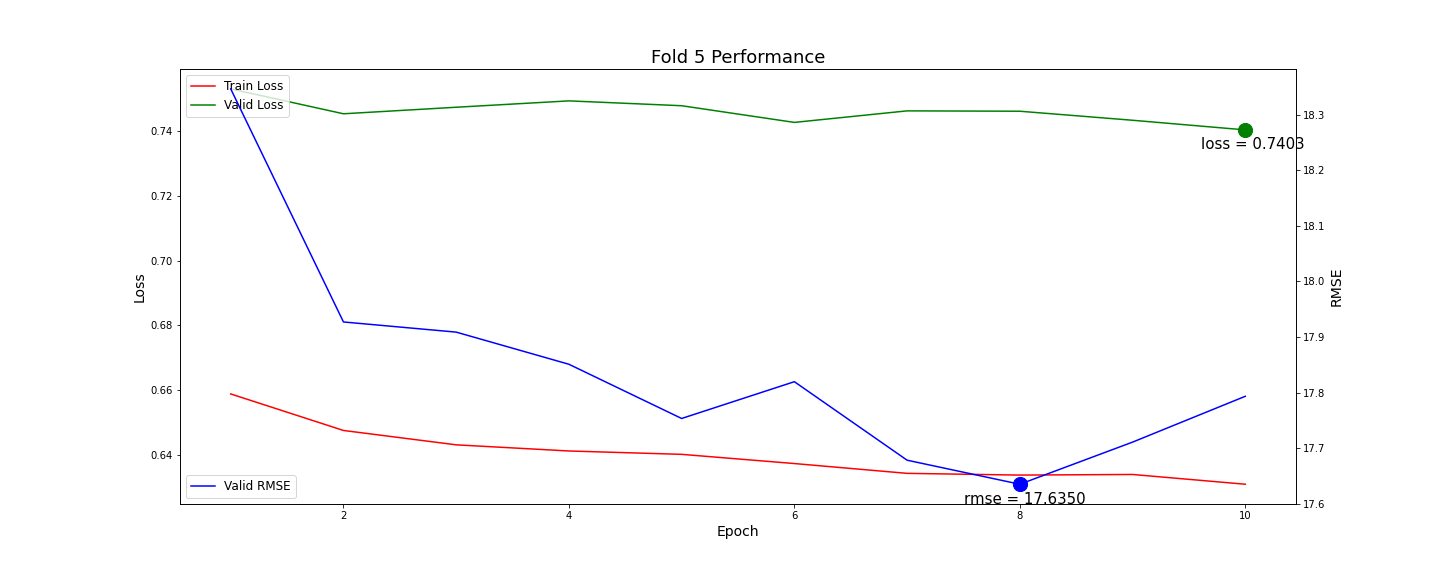 Fold 5 Performance
Train Loss
Valid Loss
Valid RMSE
Loss
0.74
0.72
0.70
0.68
0.66
0.64
loss = 0.7403
rmse = 17.6350
18.3
18.2
18.1
18.0
17.9
17.8
17.7
17.6
RMSE
2
4
6
8
10
Epoch